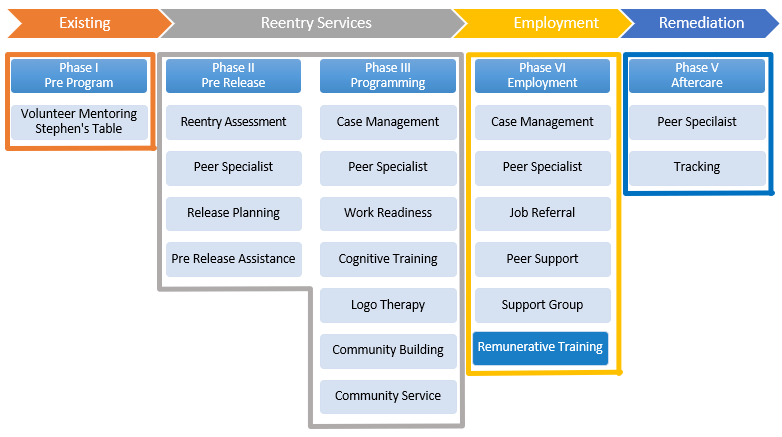 Existing
Reentry Services
Employment
Remediation
Phase I
Pre Program
Volunteer Mentoring
Stephen's Table
Phase II
Pre Release
Reentry Assessment
Peer Specialist
Release Planning
Pre Release Assistance
Phase III
Programming
Case Management
Peer Specialist
Work Readiness
Cognitive Training
Logo Therapy
Community Building
Community Service
Phase VI
Employment
Case Management
Peer Specialist
Job Referral
Peer Support
Support Group
Remunerative Training
Phase V
Aftercare
Peer Specilaist
Tracking